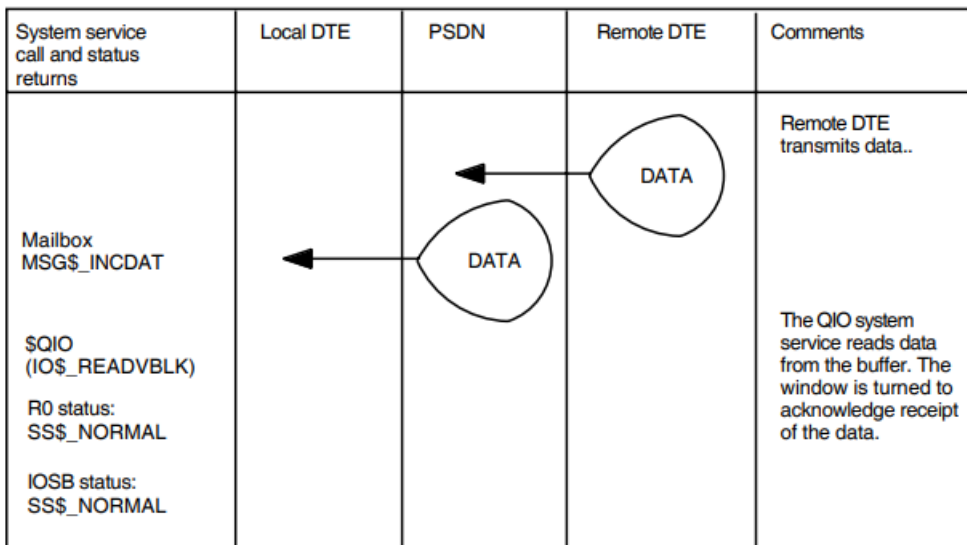 System service
call and status
returns
Local DTE
PSDN
Remote DTE
Comments
Remote DTE
transmits data..
DATA
Mailbox
MSG$_INCDAT
DATA
$QIO
(IO$_READVBLK)
R0 status:
SS$_NORMAL
IOSB status:
SS$_NORMAL
The QIO system
service reads data
from the buffer. The
window is turned to
acknowledge receipt
of the data.